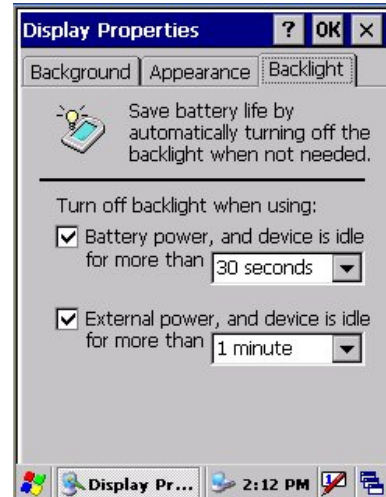 Display Properties ? OK ×
Background Appearance Backlight
Save battery life by
automatically turning off the
backlight when not needed.
Turn off backlight when using:
Battery power, and device is idle
for more than 30 seconds
External power, and device is idle
for more than 1 minute
Display Pr... 2:12 PM